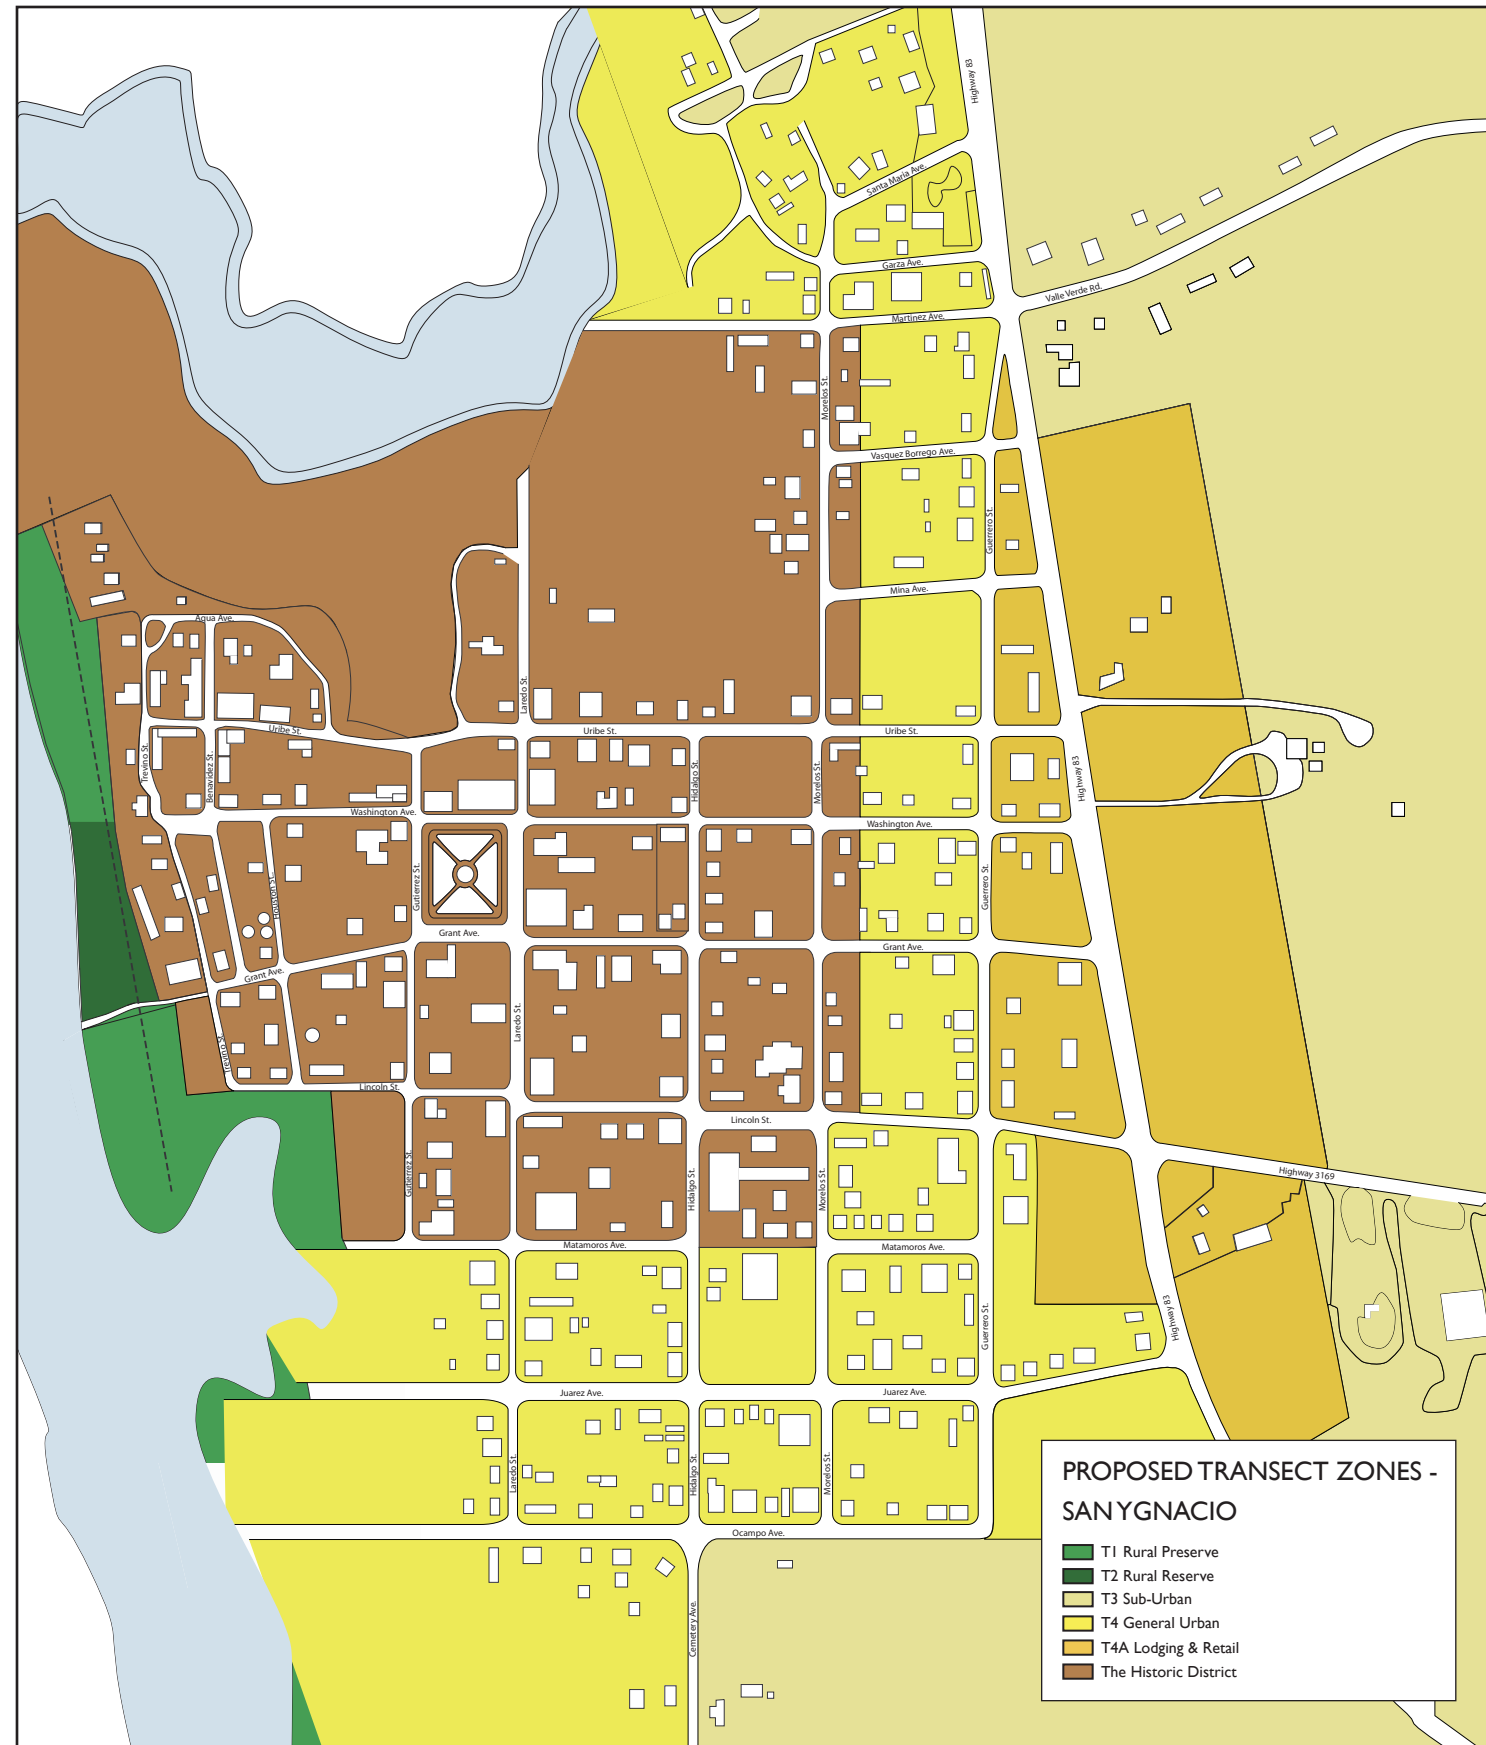 Highway 83
Santa Maria Ave.
Garza Ave.
Valle Verde Rd.
Martinez Ave.
Morelos St.
Vasquez Borrego Ave.
Guerrero St.
Mina Ave.
Agua Ave.
Laredo St.
Uribe St.
Uribe St.
Uribe St.
Trevino St.
Benavidez St.
Hidalgo St.
Morelos St.
Highway 83
Washington Ave.
Washington Ave.
Gutierrez St.
Houston St.
Guerrero St.
Grant Ave.
Grant Ave.
Grant Ave.
Laredo St.
Trevino St.
Lincoln St.
Lincoln St.
Gutierrez St.
Hidalgo St.
Morelos St.
Highway 3169
Matamoros Ave.
Matamoros Ave.
Guerrero St.
Highway 83
Juarez Ave.
Juarez Ave.
Laredo St.
Hidalgo St.
Morelos St.
Ocampo Ave.
Cemetery Ave.
PROPOSED TRANSECT ZONES -
SAN YGNACIO
T1 Rural Preserve
T2 Rural Reserve
T3 Sub-Urban
T4 General Urban
T4A Lodging & Retail
The Historic District